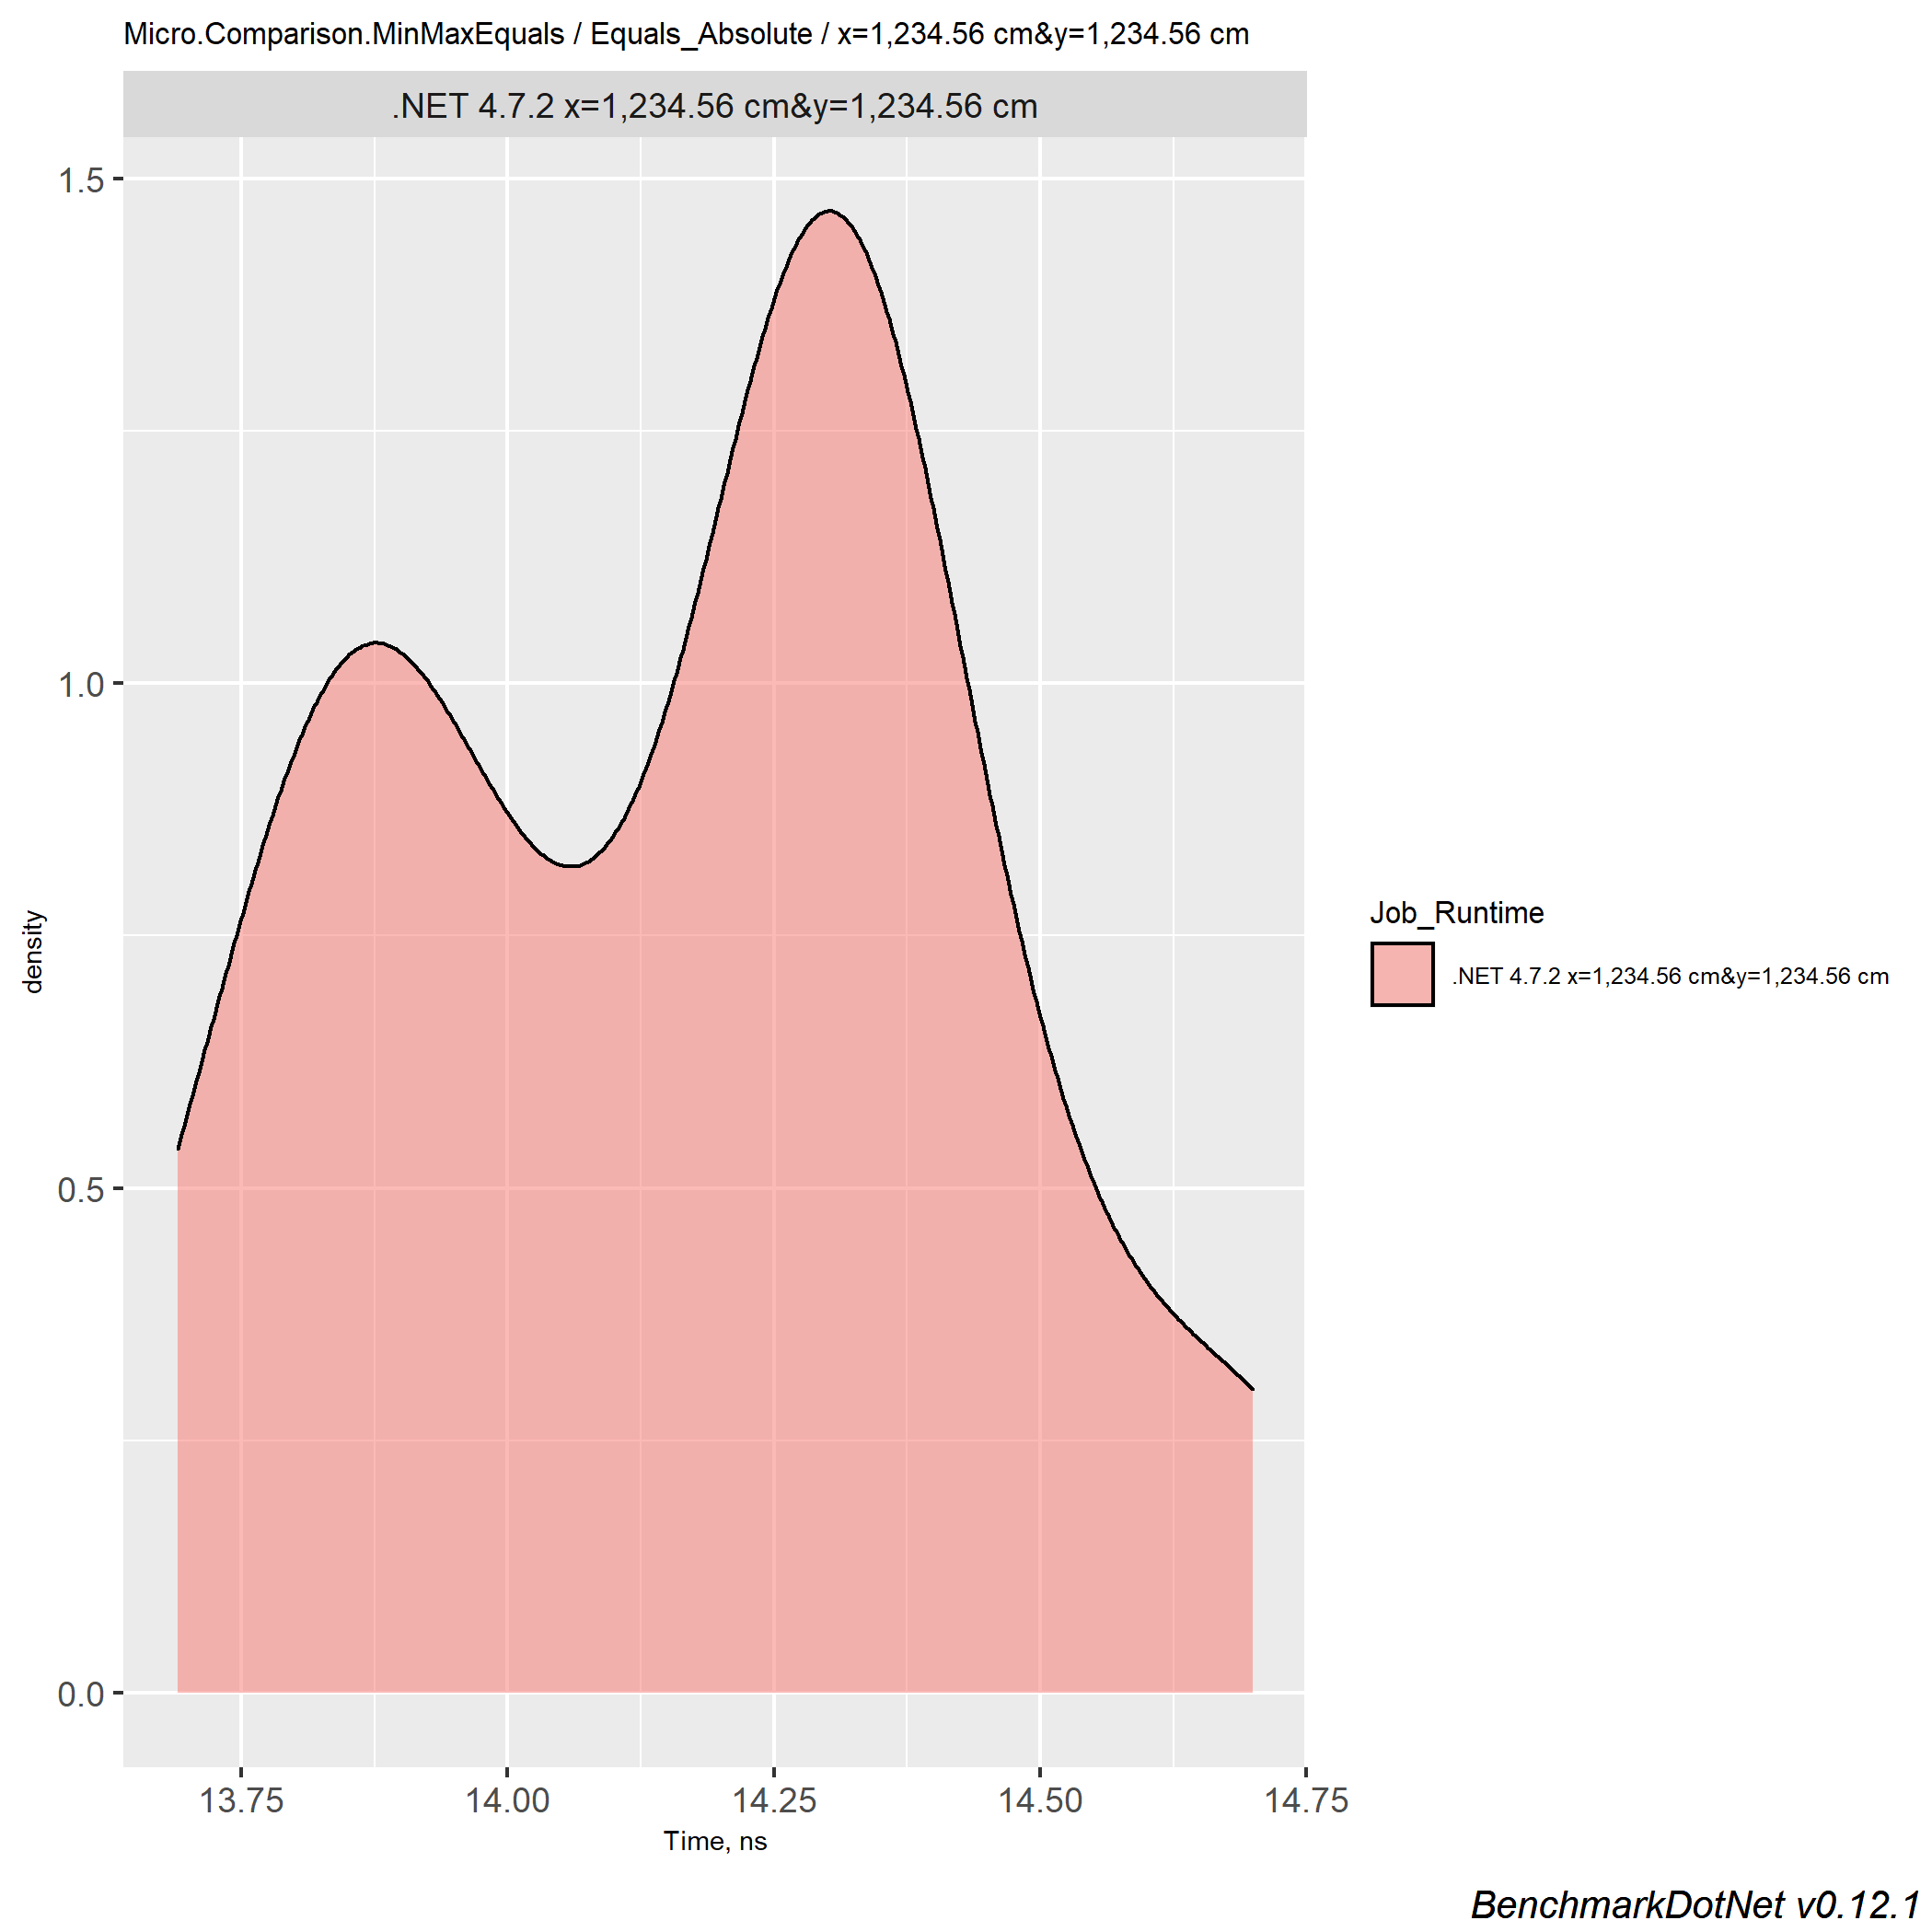 Micro.Comparison.MinMaxEquals / Equals_Absolute / x=1,234.56 cm&y=1,234.56 cm
.NET 4.7.2 x=1,234.56 cm&y=1,234.56 cm
1.5
1.0
0.5
0.0
density
13.75 14.00 14.25 14.50 14.75
Time, ns
Job_Runtime
.NET 4.7.2 x=1,234.56 cm&y=1,234.56 cm
BenchmarkDotNet v0.12.1